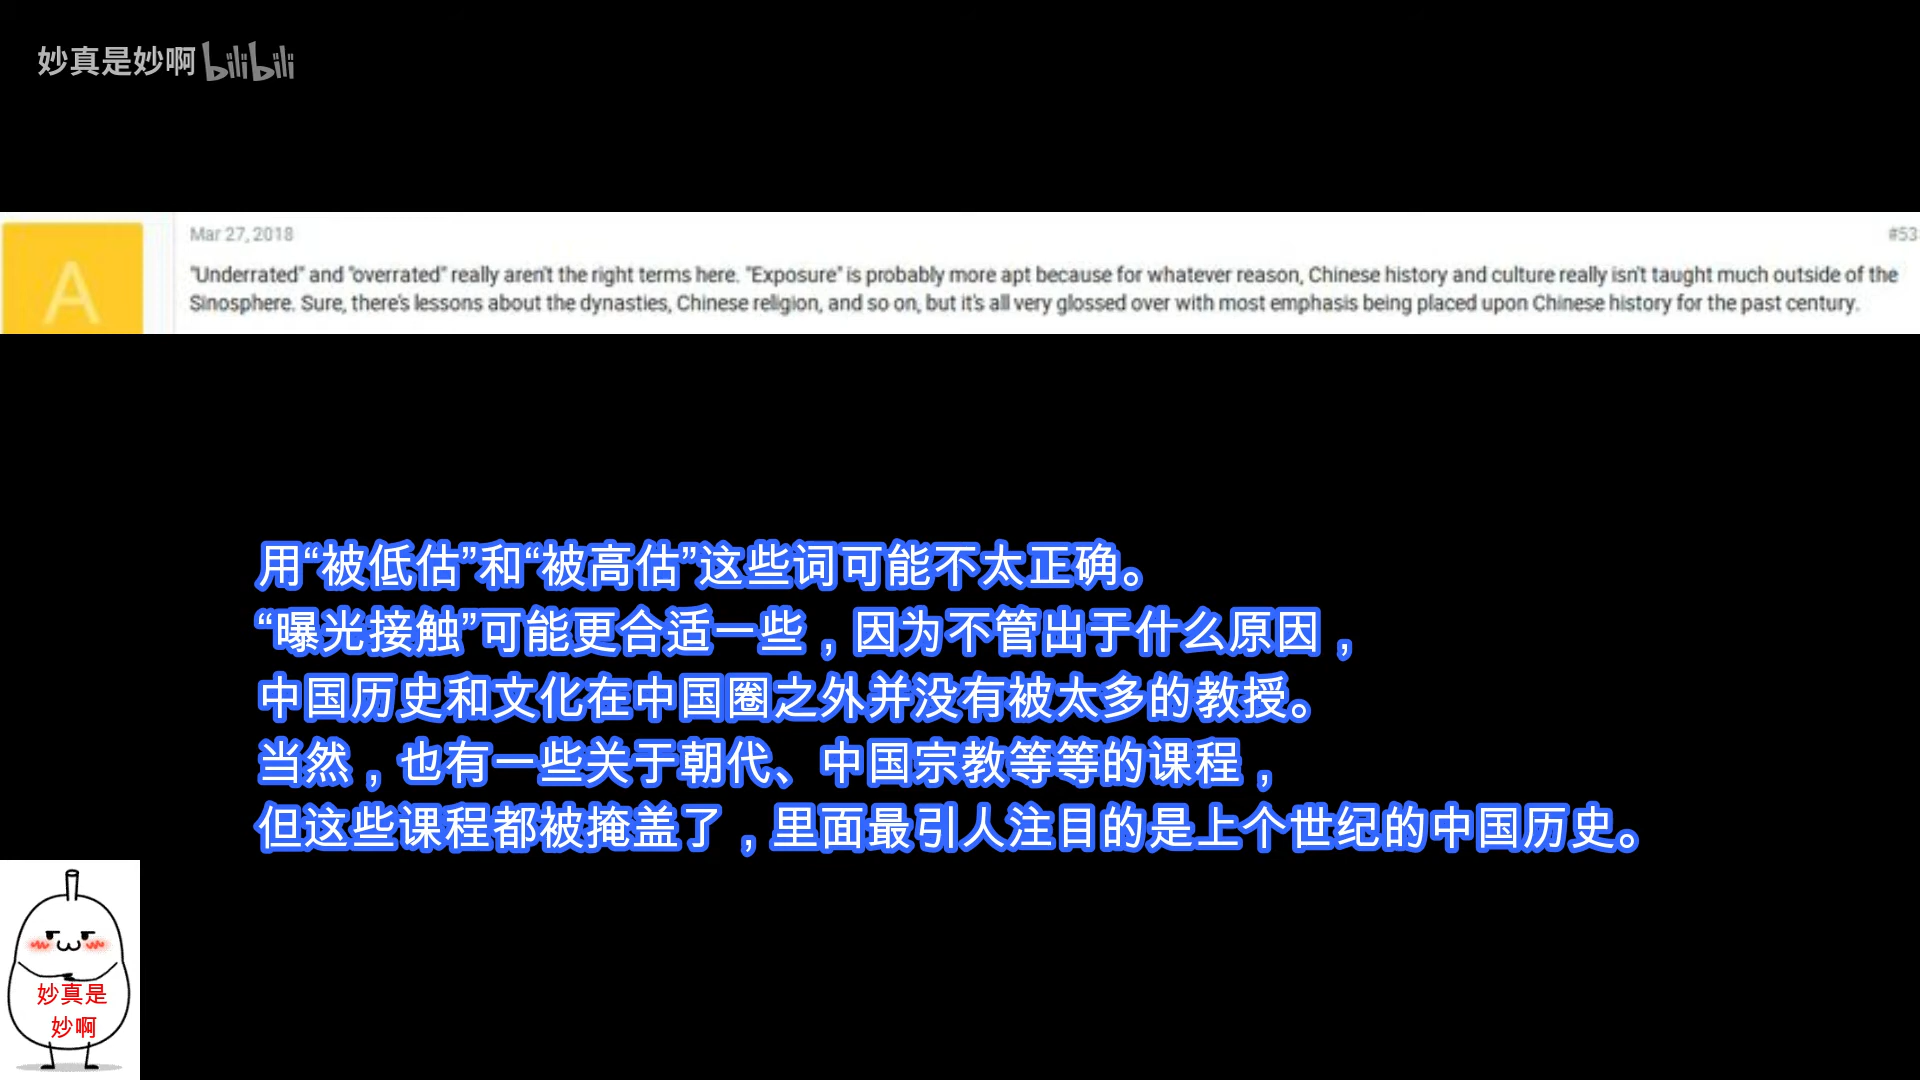 妙真是妙啊 bilibili
Mar 27, 2018 #53
A
"Underrated" and "overrated" really aren't the right terms here. "Exposure" is probably more apt because for whatever reason, Chinese history and culture really isn't taught much outside of the
Sinosphere. Sure, there's lessons about the dynasties, Chinese religion, and so on, but it's all very glossed over with most emphasis being placed upon Chinese history for the past century.
用“被低估”和“被高估”这些词可能不太正确。
“曝光接触”可能更合适一些，因为不管出于什么原因，
中国历史和文化在中国圈之外并没有被太多的教授。
当然，也有一些关于朝代、中国宗教等等的课程，
但这些课程都被掩盖了，里面最引人注目的是上个世纪的中国历史。
妙真是
妙啊